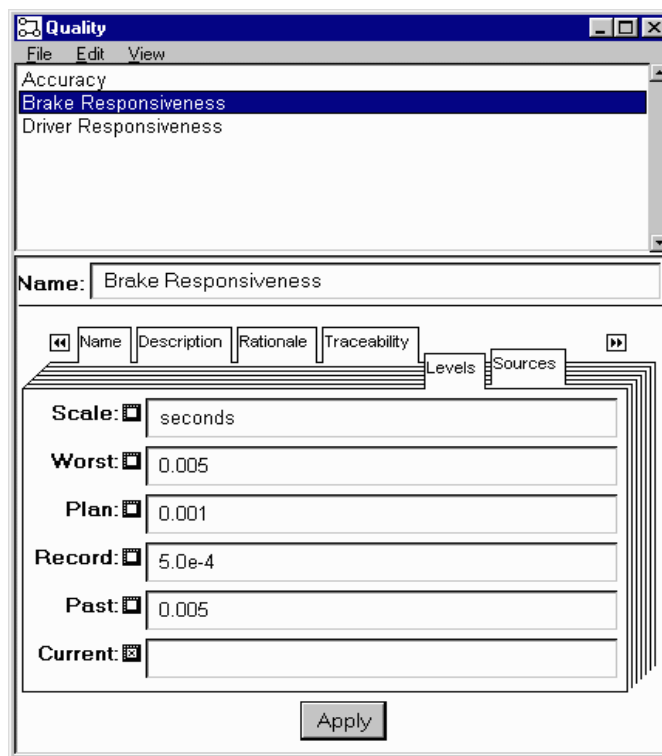 Quality
File Edit View
Accuracy
Brake Responsiveness
Driver Responsiveness
Name: Brake Responsiveness
Name Description Rationale Traceability Levels Sources
Scale: seconds
Worst: 0.005
Plan: 0.001
Record: 5.0e-4
Past: 0.005
Current:
Apply